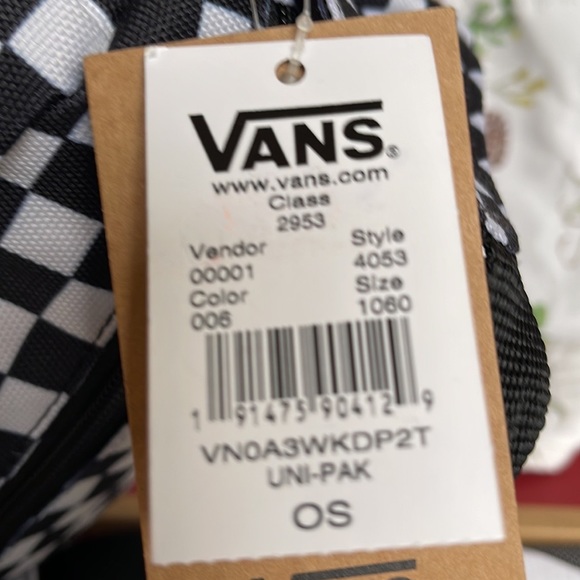 VANS®
www.vans.com
Class
2953
Vendor Style
00001 4053
Color Size
006 1060
1 91475 90412 9
VN0A3WKDP2T
UNI-PAK
OS
VANS